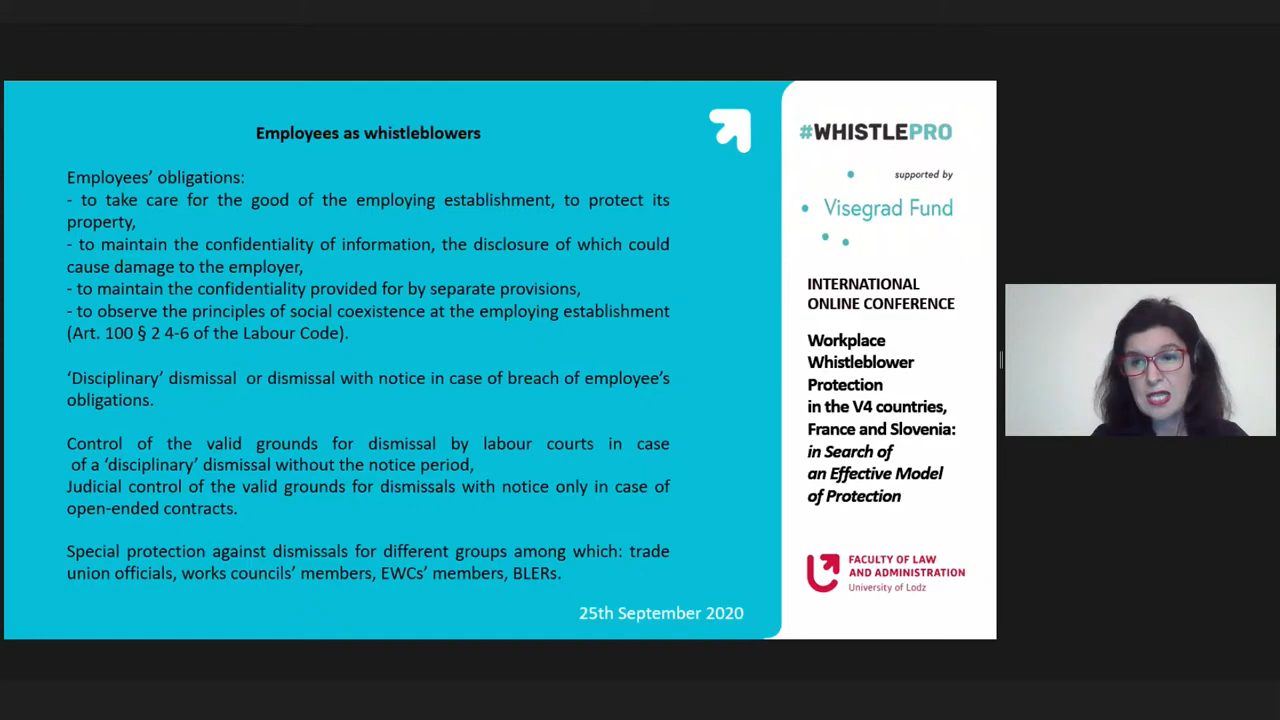 Employees as whistleblowers
Employees’ obligations:
- to take care for the good of the employing establishment, to protect its
property,
- to maintain the confidentiality of information, the disclosure of which could
cause damage to the employer,
- to maintain the confidentiality provided for by separate provisions,
- to observe the principles of social coexistence at the employing establishment
(Art. 100 § 2 4-6 of the Labour Code).
‘Disciplinary’ dismissal or dismissal with notice in case of breach of employee’s
obligations.
Control of the valid grounds for dismissal by labour courts in case
of a ‘disciplinary’ dismissal without the notice period,
Judicial control of the valid grounds for dismissals with notice only in case of
open-ended contracts.
Special protection against dismissals for different groups among which: trade
union officials, works councils’ members, EWCs’ members, BLERs.
25th September 2020
#WHISTLEPRO
supported by
Visegrad Fund
INTERNATIONAL
ONLINE CONFERENCE
Workplace
Whistleblower
Protection
in the V4 countries,
France and Slovenia:
in Search of
an Effective Model
of Protection
FACULTY OF LAW
AND ADMINISTRATION
University of Lodz